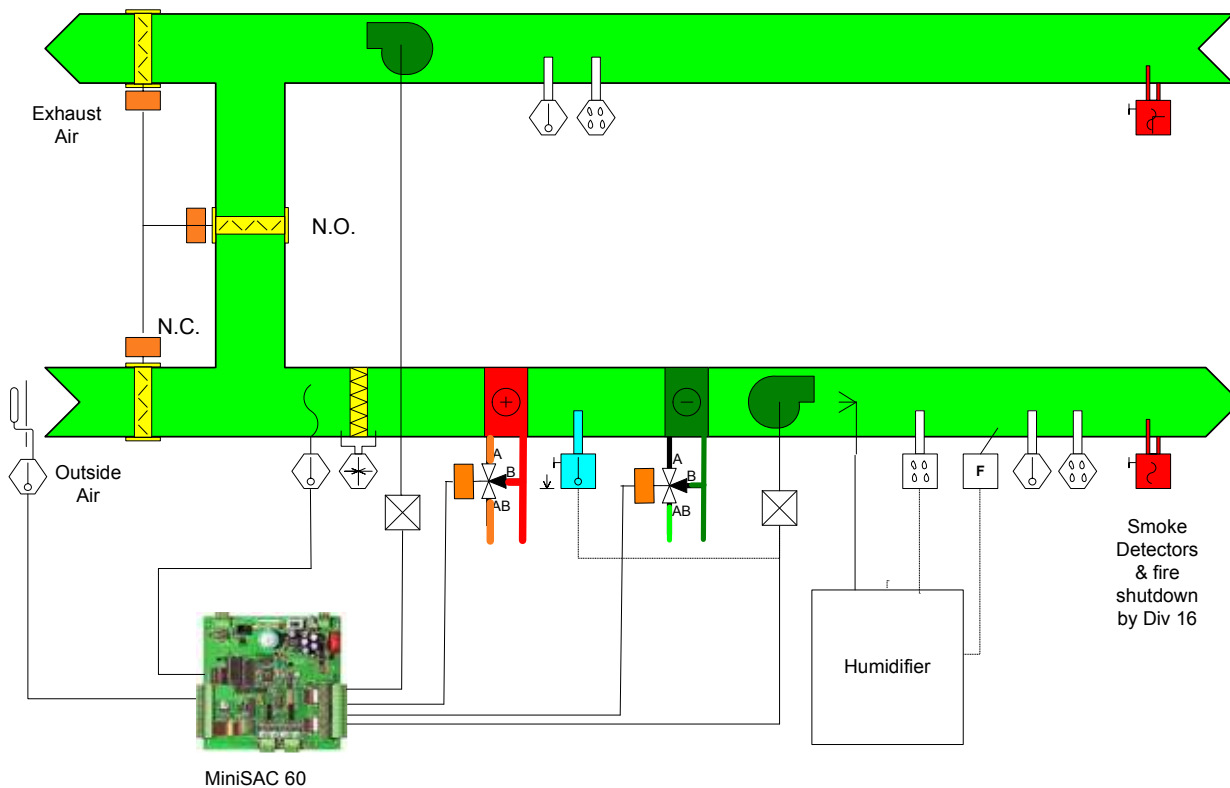 Exhaust
Air
N.O.
N.C.
Outside
Air
A
B
AB
A
B
AB
F
Smoke
Detectors
& fire
shutdown
by Div 16
Humidifier
MiniSAC 60